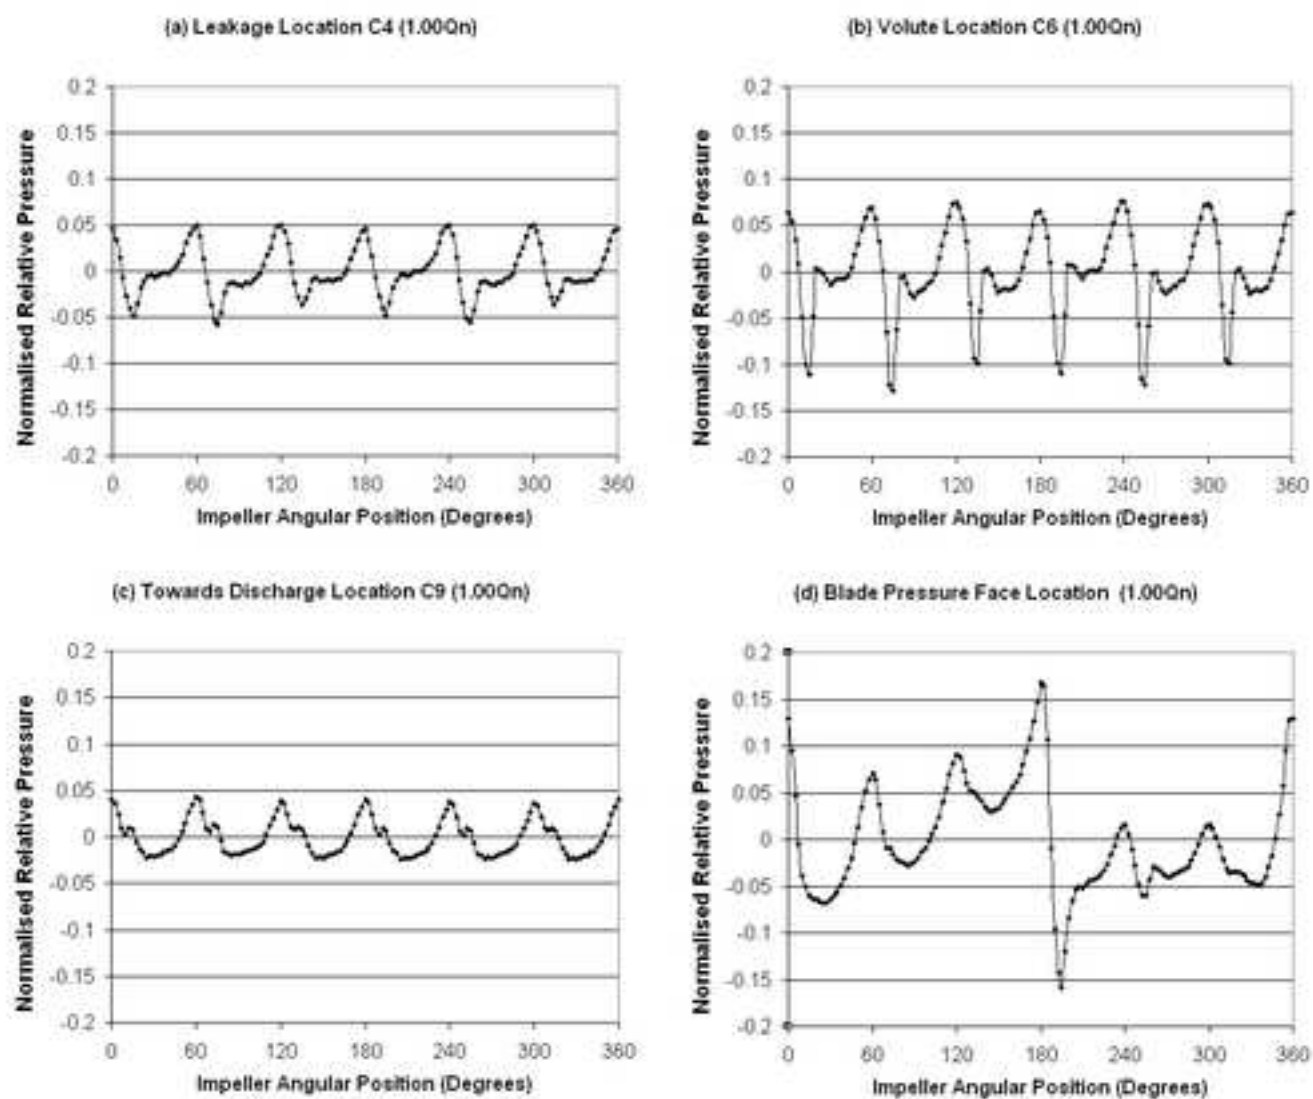 (a) Leakage Location C4 (1.00Qn)
Normalised Relative Pressure
0.2
0.15
0.1
0.05
0
-0.05
-0.1
-0.15
-0.2
0 60 120 180 240 300 360
Impeller Angular Position (Degrees)
(b) Volute Location C6 (1.00Qn)
Normalised Relative Pressure
0.2
0.15
0.1
0.05
0
-0.05
-0.1
-0.15
-0.2
0 60 120 180 240 300 360
Impeller Angular Position (Degrees)
(c) Towards Discharge Location C9 (1.00Qn)
Normalised Relative Pressure
0.2
0.15
0.1
0.05
0
-0.05
-0.1
-0.15
-0.2
0 60 120 180 240 300 360
Impeller Angular Position (Degrees)
(d) Blade Pressure Face Location (1.00Qn)
Normalised Relative Pressure
0.2
0.15
0.1
0.05
0
-0.05
-0.1
-0.15
-0.2
0 60 120 180 240 300 360
Impeller Angular Position (Degrees)